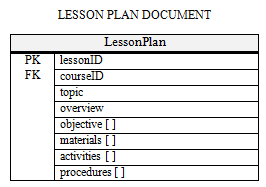 LESSON PLAN DOCUMENT
LessonPlan
PK lessonID
FK courseID
topic
overview
objective [ ]
materials [ ]
activities [ ]
procedures [ ]